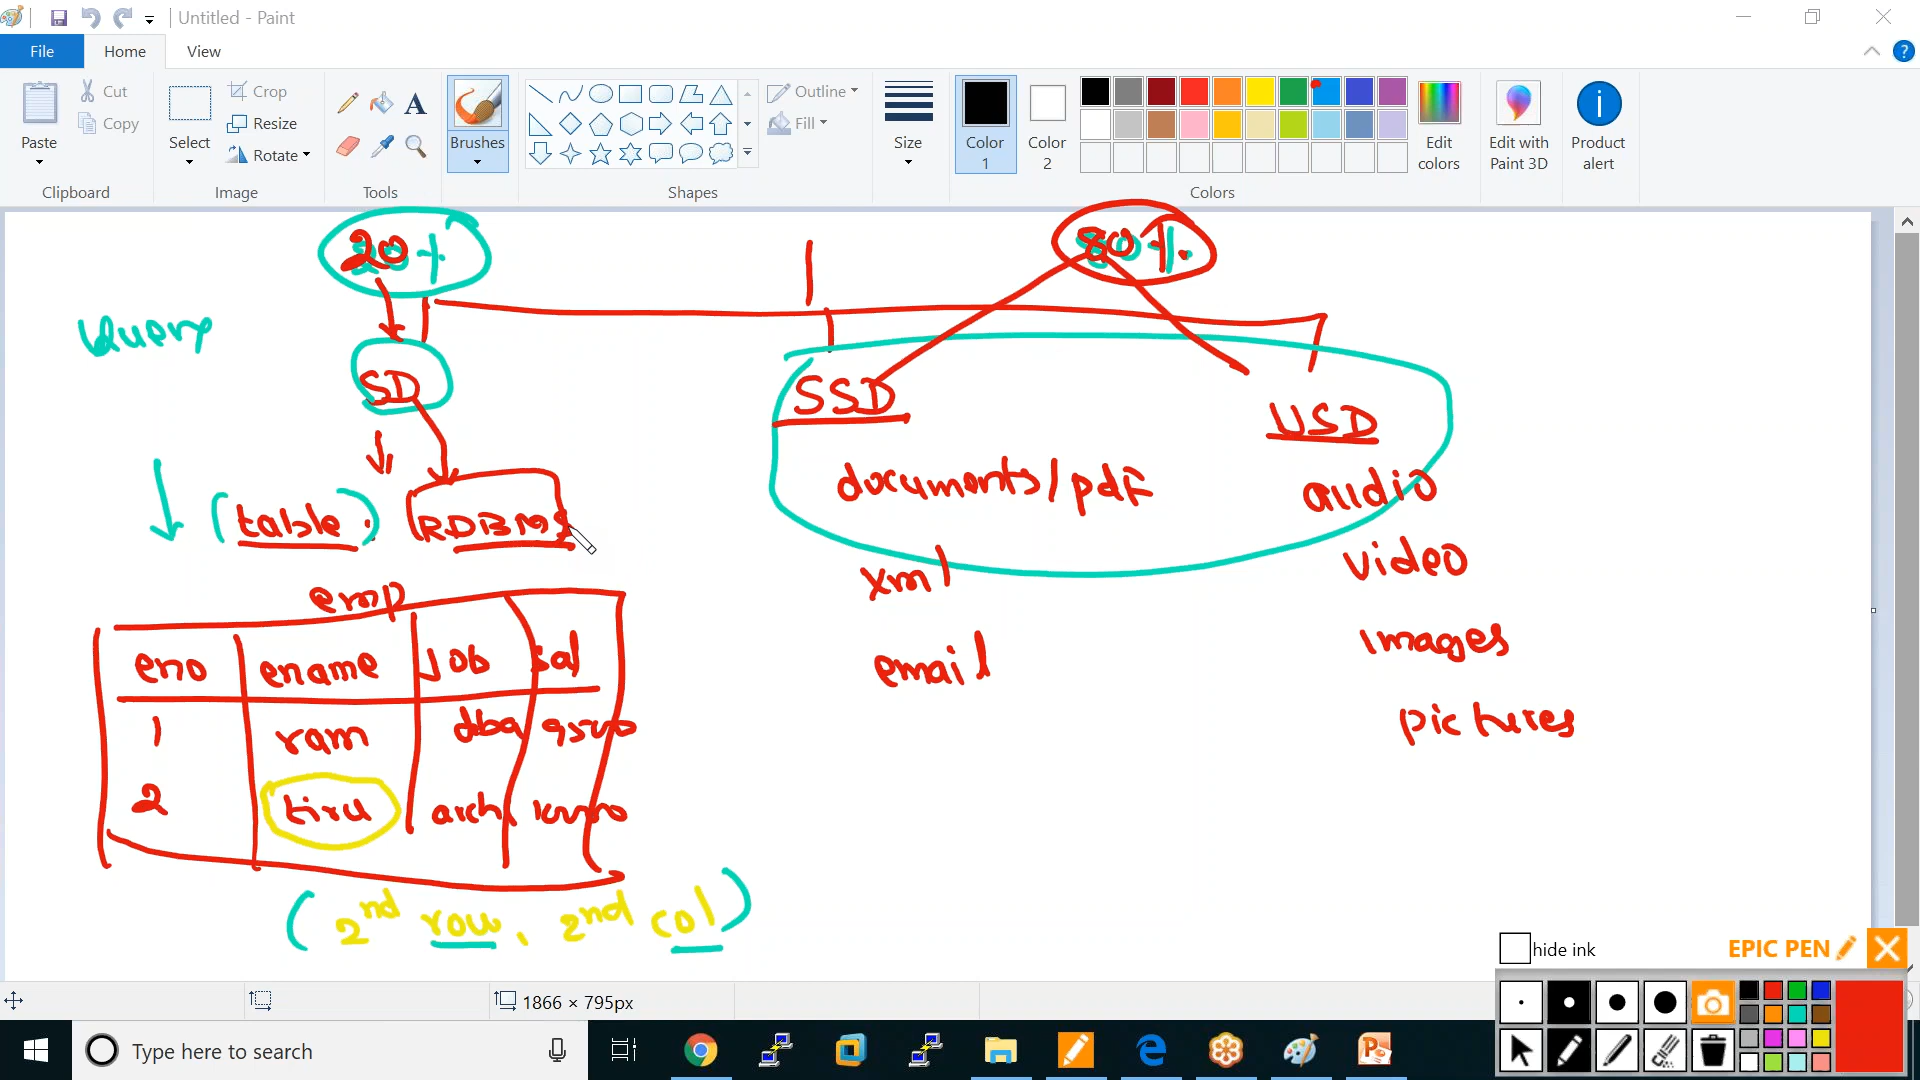 Untitled - Paint
File Home View
Paste
Cut
Copy
Clipboard
Select
Crop
Resize
Rotate
Image
Tools
Brushes
Outline
Fill
Shapes
Size
Color 1
Color 2
Edit colors
Colors
Edit with Paint 3D
Product alert
20%
80%
Query
SD
SSD
USD
(table.)
RDBMS
documents/pdf
audio
xml
video
email
images
pictures
emp
eno ename Job sal
1 ram dba
2 tiru arch
(2nd row, 2nd col)
hide ink
EPIC PEN
1866 × 795px
Type here to search